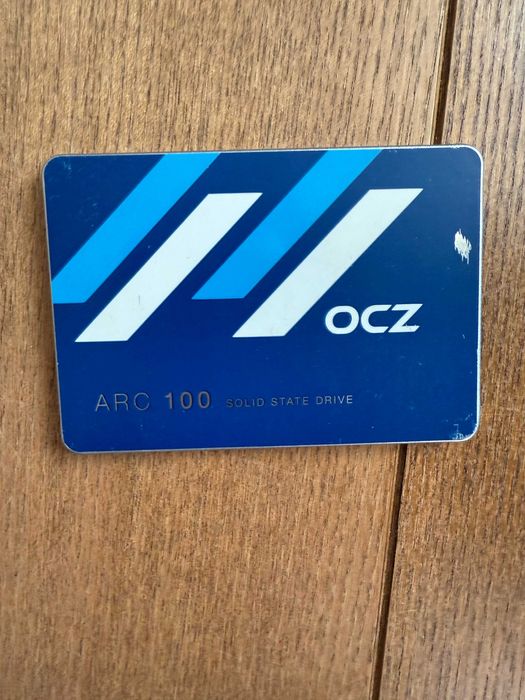 OCZ
ARC 100 SOLID STATE DRIVE